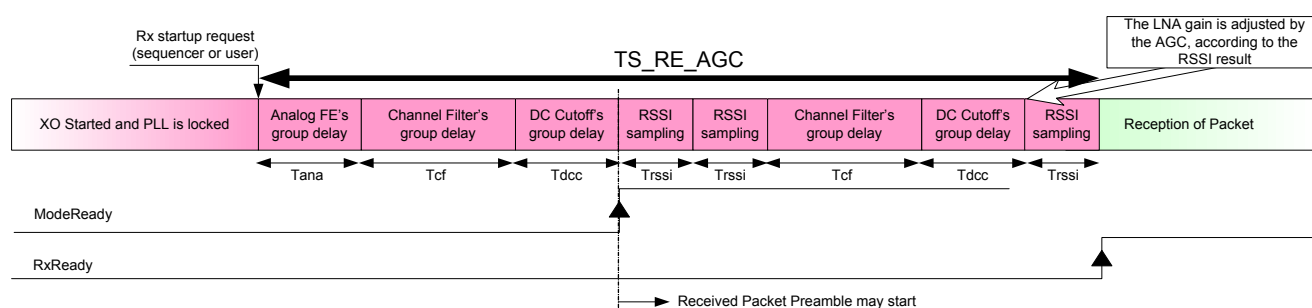 Rx startup request
(sequencer or user)
TS_RE_AGC
The LNA gain is adjusted by
the AGC, according to the
RSSI result
XO Started and PLL is locked
Analog FE's
group delay
Channel Filter's
group delay
DC Cutoff's
group delay
RSSI
sampling
RSSI
sampling
Channel Filter's
group delay
DC Cutoff's
group delay
RSSI
sampling
Reception of Packet
Tana
Tcf
Tdcc
Trssi
Trssi
Tcf
Tdcc
Trssi
ModeReady
RxReady
Received Packet Preamble may start